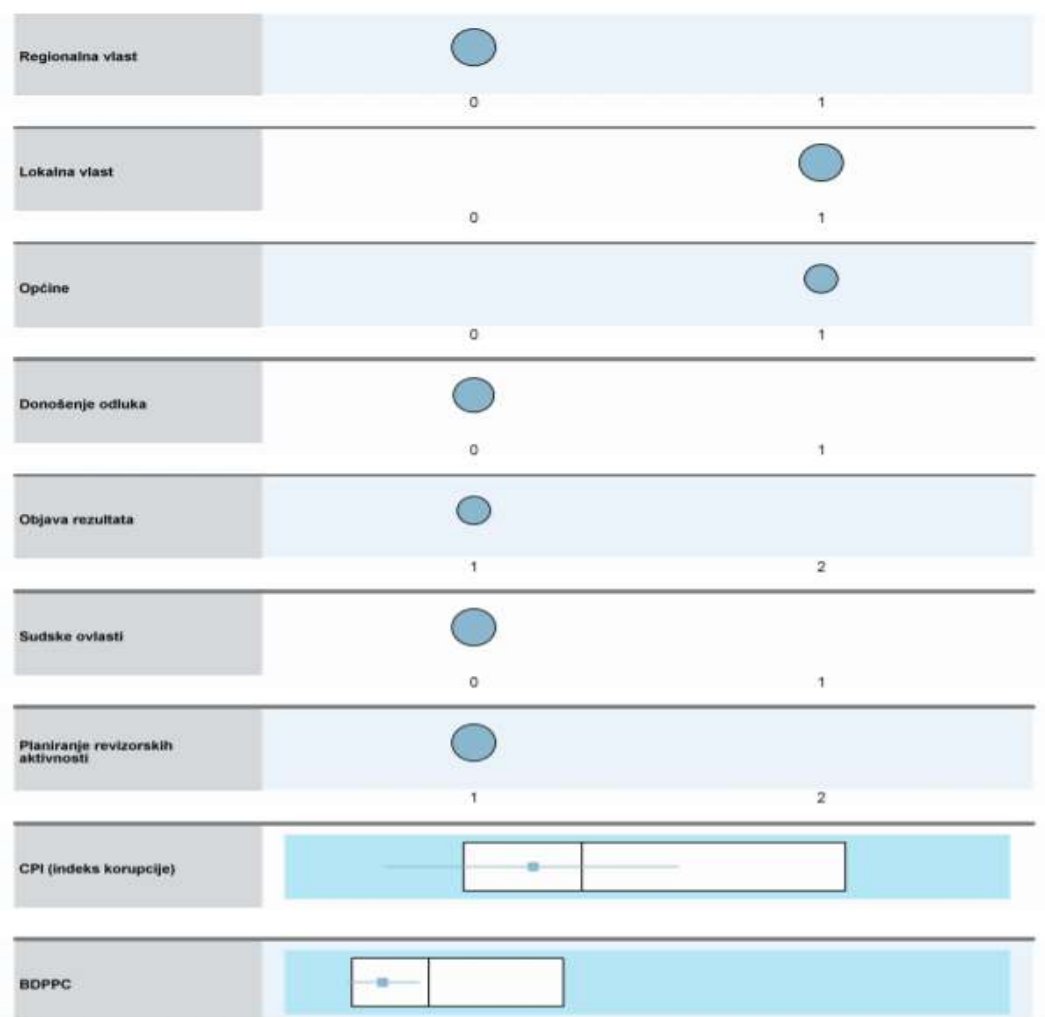 Regionalna vlast
0 1
Lokalna vlast
0 1
Općine
0 1
Donošenje odluka
0 1
Objava rezultata
1 2
Sudske ovlasti
0 1
Planiranje revizorskih
aktivnosti
1 2
CPI (indeks korupcije)
BDPPC